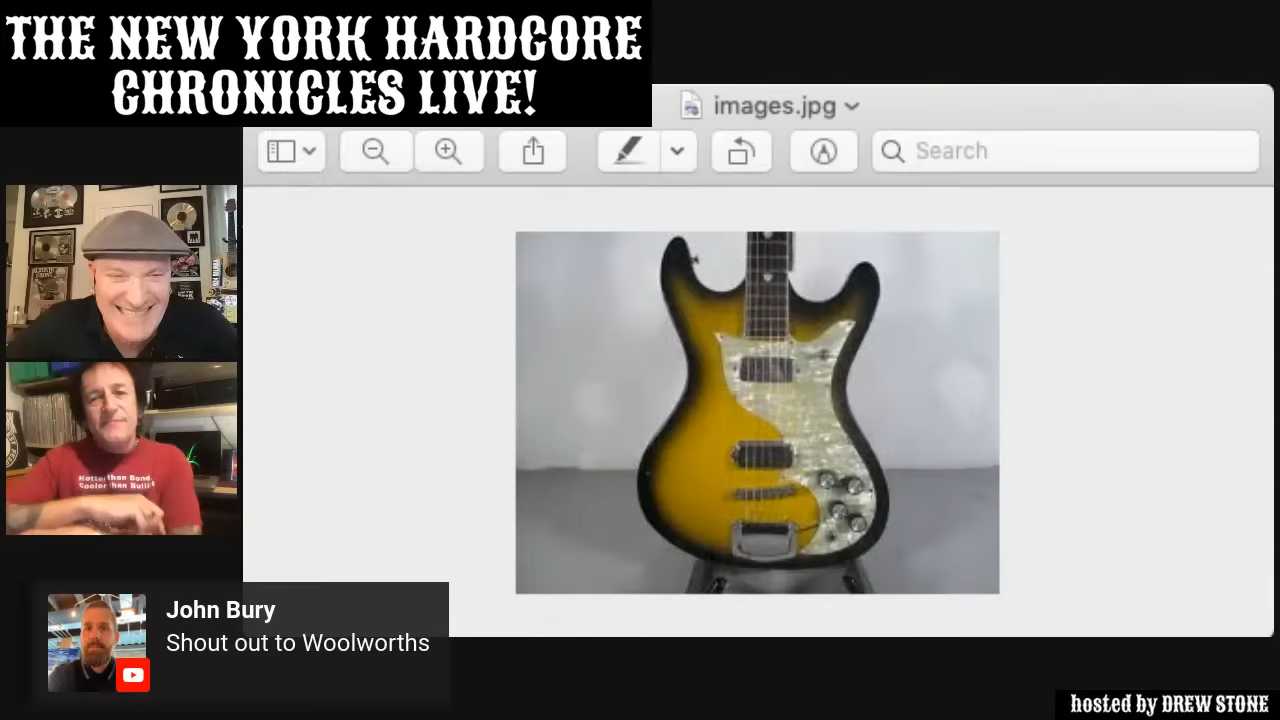 THE NEW YORK HARDCORE
CHRONICLES LIVE!
images.jpg
Search
Hotter than Bond.
Cooler than Bullitt
John Bury
Shout out to Woolworths
hosted by DREW STONE